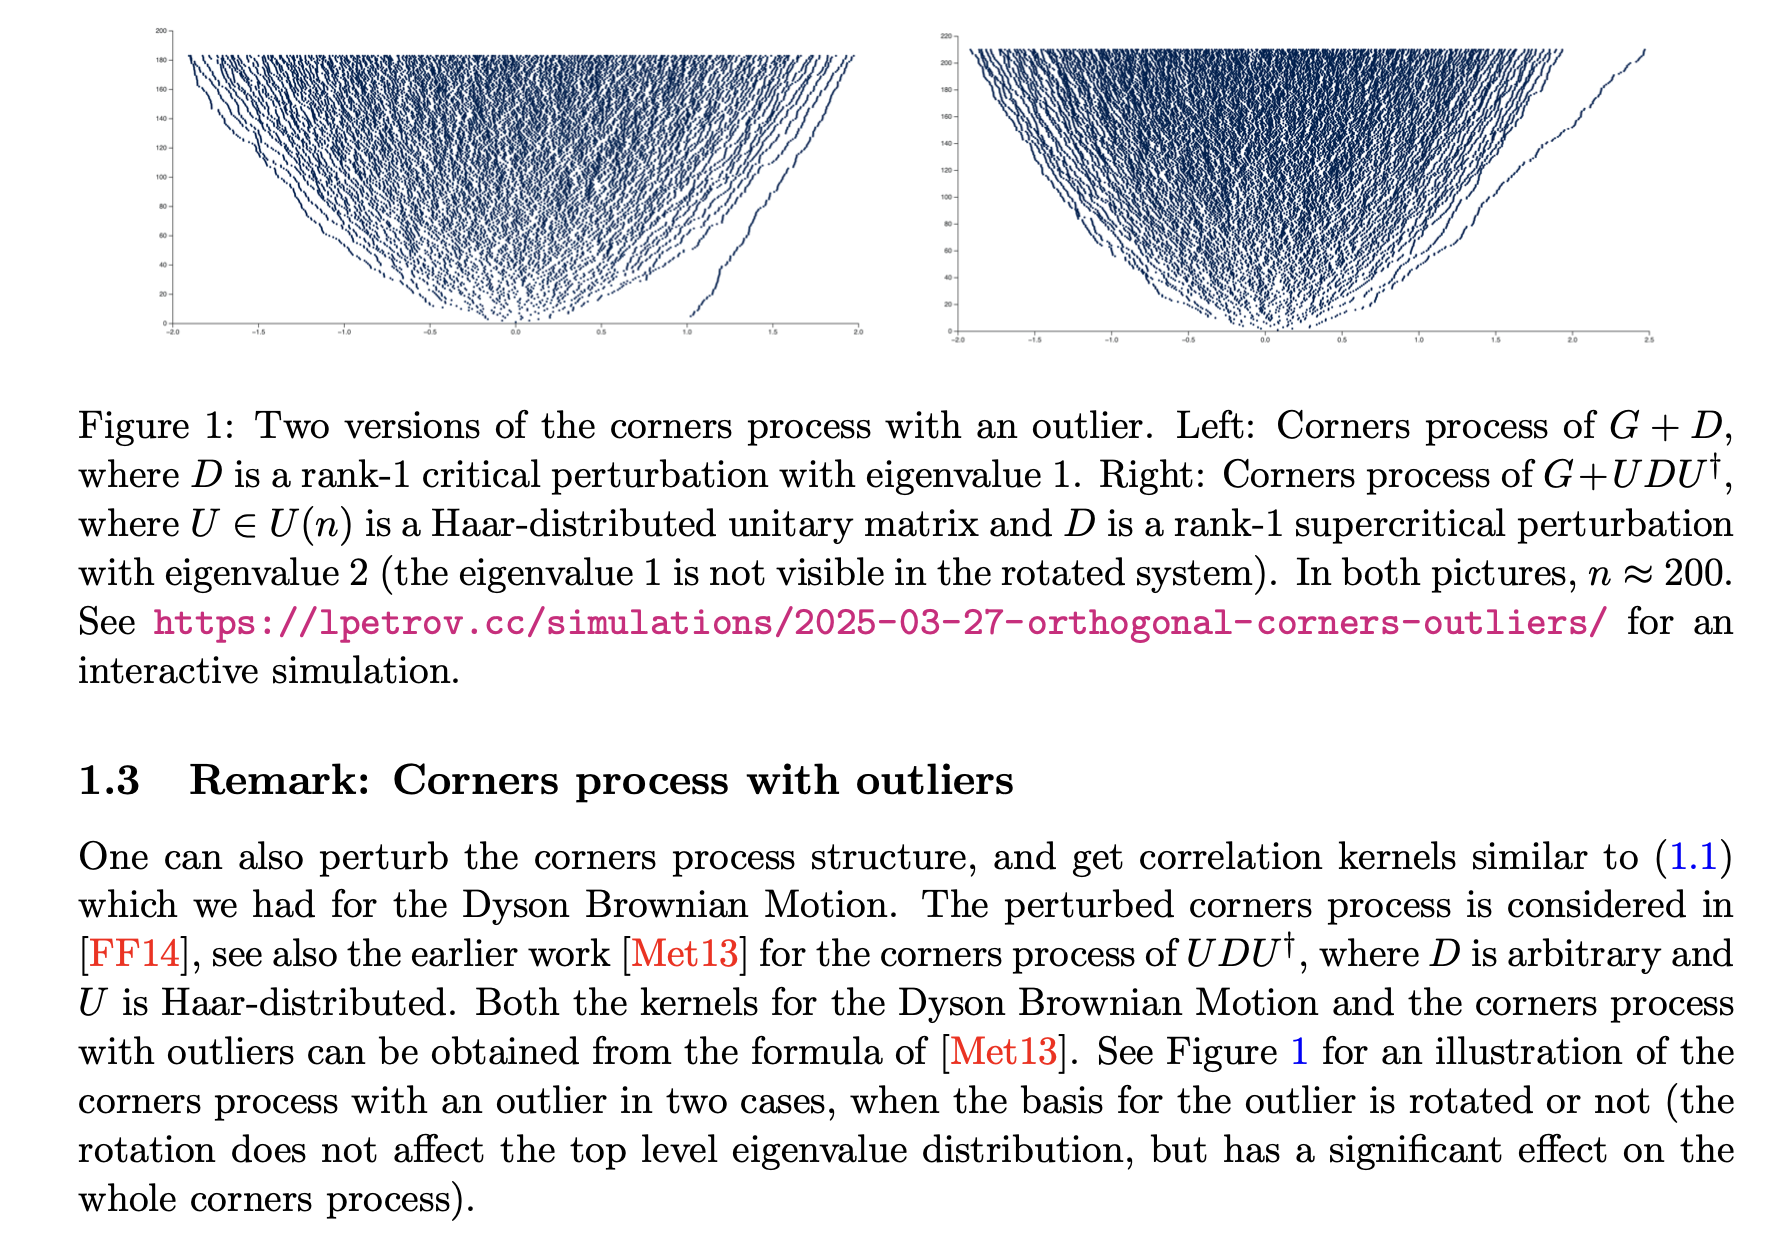 200
180
160
140
120
100
80
60
40
20
0
−2.0 −1.5 −1.0 −0.5 0.0 0.5 1.0 1.5 2.0
220
200
180
160
140
120
100
80
60
40
20
0
−2.0 −1.5 −1.0 −0.5 0.0 0.5 1.0 1.5 2.0 2.5
Figure 1: Two versions of the corners process with an outlier. Left: Corners process of G + D,
where D is a rank-1 critical perturbation with eigenvalue 1. Right: Corners process of G+UDU†,
where U ∈ U(n) is a Haar-distributed unitary matrix and D is a rank-1 supercritical perturbation
with eigenvalue 2 (the eigenvalue 1 is not visible in the rotated system). In both pictures, n ≈ 200.
See https://lpetrov.cc/simulations/2025-03-27-orthogonal-corners-outliers/ for an
interactive simulation.
1.3 Remark: Corners process with outliers
One can also perturb the corners process structure, and get correlation kernels similar to (1.1)
which we had for the Dyson Brownian Motion. The perturbed corners process is considered in
[FF14], see also the earlier work [Met13] for the corners process of UDU†, where D is arbitrary and
U is Haar-distributed. Both the kernels for the Dyson Brownian Motion and the corners process
with outliers can be obtained from the formula of [Met13]. See Figure 1 for an illustration of the
corners process with an outlier in two cases, when the basis for the outlier is rotated or not (the
rotation does not affect the top level eigenvalue distribution, but has a significant effect on the
whole corners process).